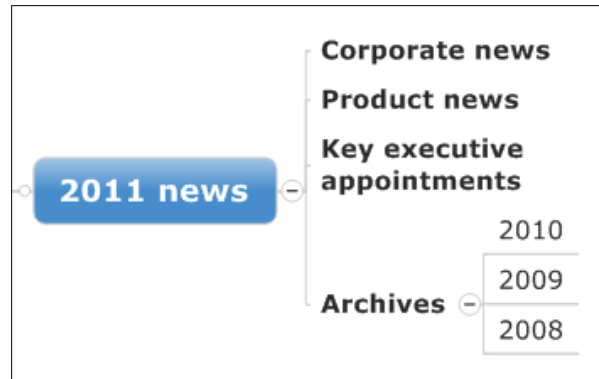 2011 news
Corporate news
Product news
Key executive
appointments
Archives
2010
2009
2008